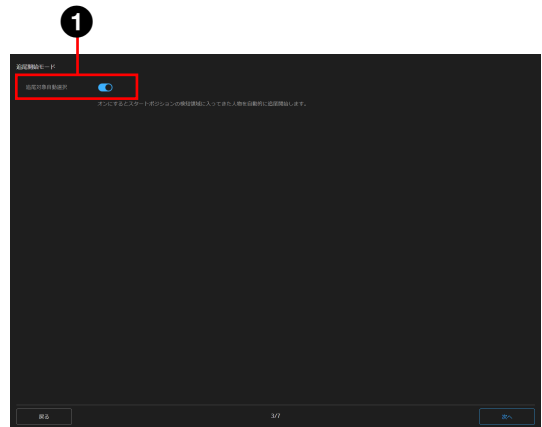 1
追尾開始モード
追尾対象自動選択
オンにするとスタートポジションの検知領域に入ってきた人物を自動的に追尾開始します。
戻る
3/7
次へ